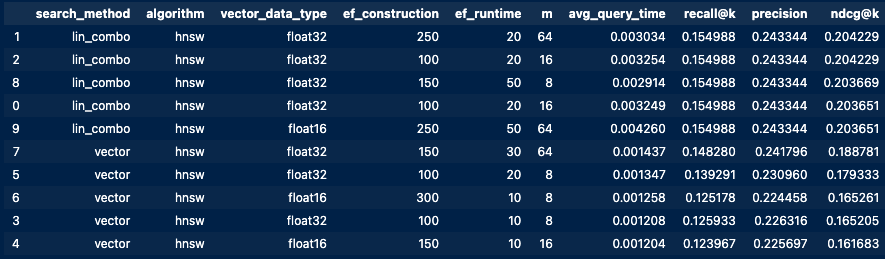 search_method algorithm vector_data_type ef_construction ef_runtime m avg_query_time recall@k precision ndcg@k
1 lin_combo hnsw float32 250 20 64 0.003034 0.154988 0.243344 0.204229
2 lin_combo hnsw float32 100 20 16 0.003254 0.154988 0.243344 0.204229
8 lin_combo hnsw float32 150 50 8 0.002914 0.154988 0.243344 0.203669
0 lin_combo hnsw float32 100 20 16 0.003249 0.154988 0.243344 0.203651
9 lin_combo hnsw float16 250 50 64 0.004260 0.154988 0.243344 0.203651
7 vector hnsw float32 150 30 64 0.001437 0.148280 0.241796 0.188781
5 vector hnsw float32 100 20 8 0.001347 0.139291 0.230960 0.179333
6 vector hnsw float16 300 10 8 0.001258 0.125178 0.224458 0.165261
3 vector hnsw float32 100 10 8 0.001208 0.125933 0.226316 0.165205
4 vector hnsw float16 150 10 16 0.001204 0.123967 0.225697 0.161683